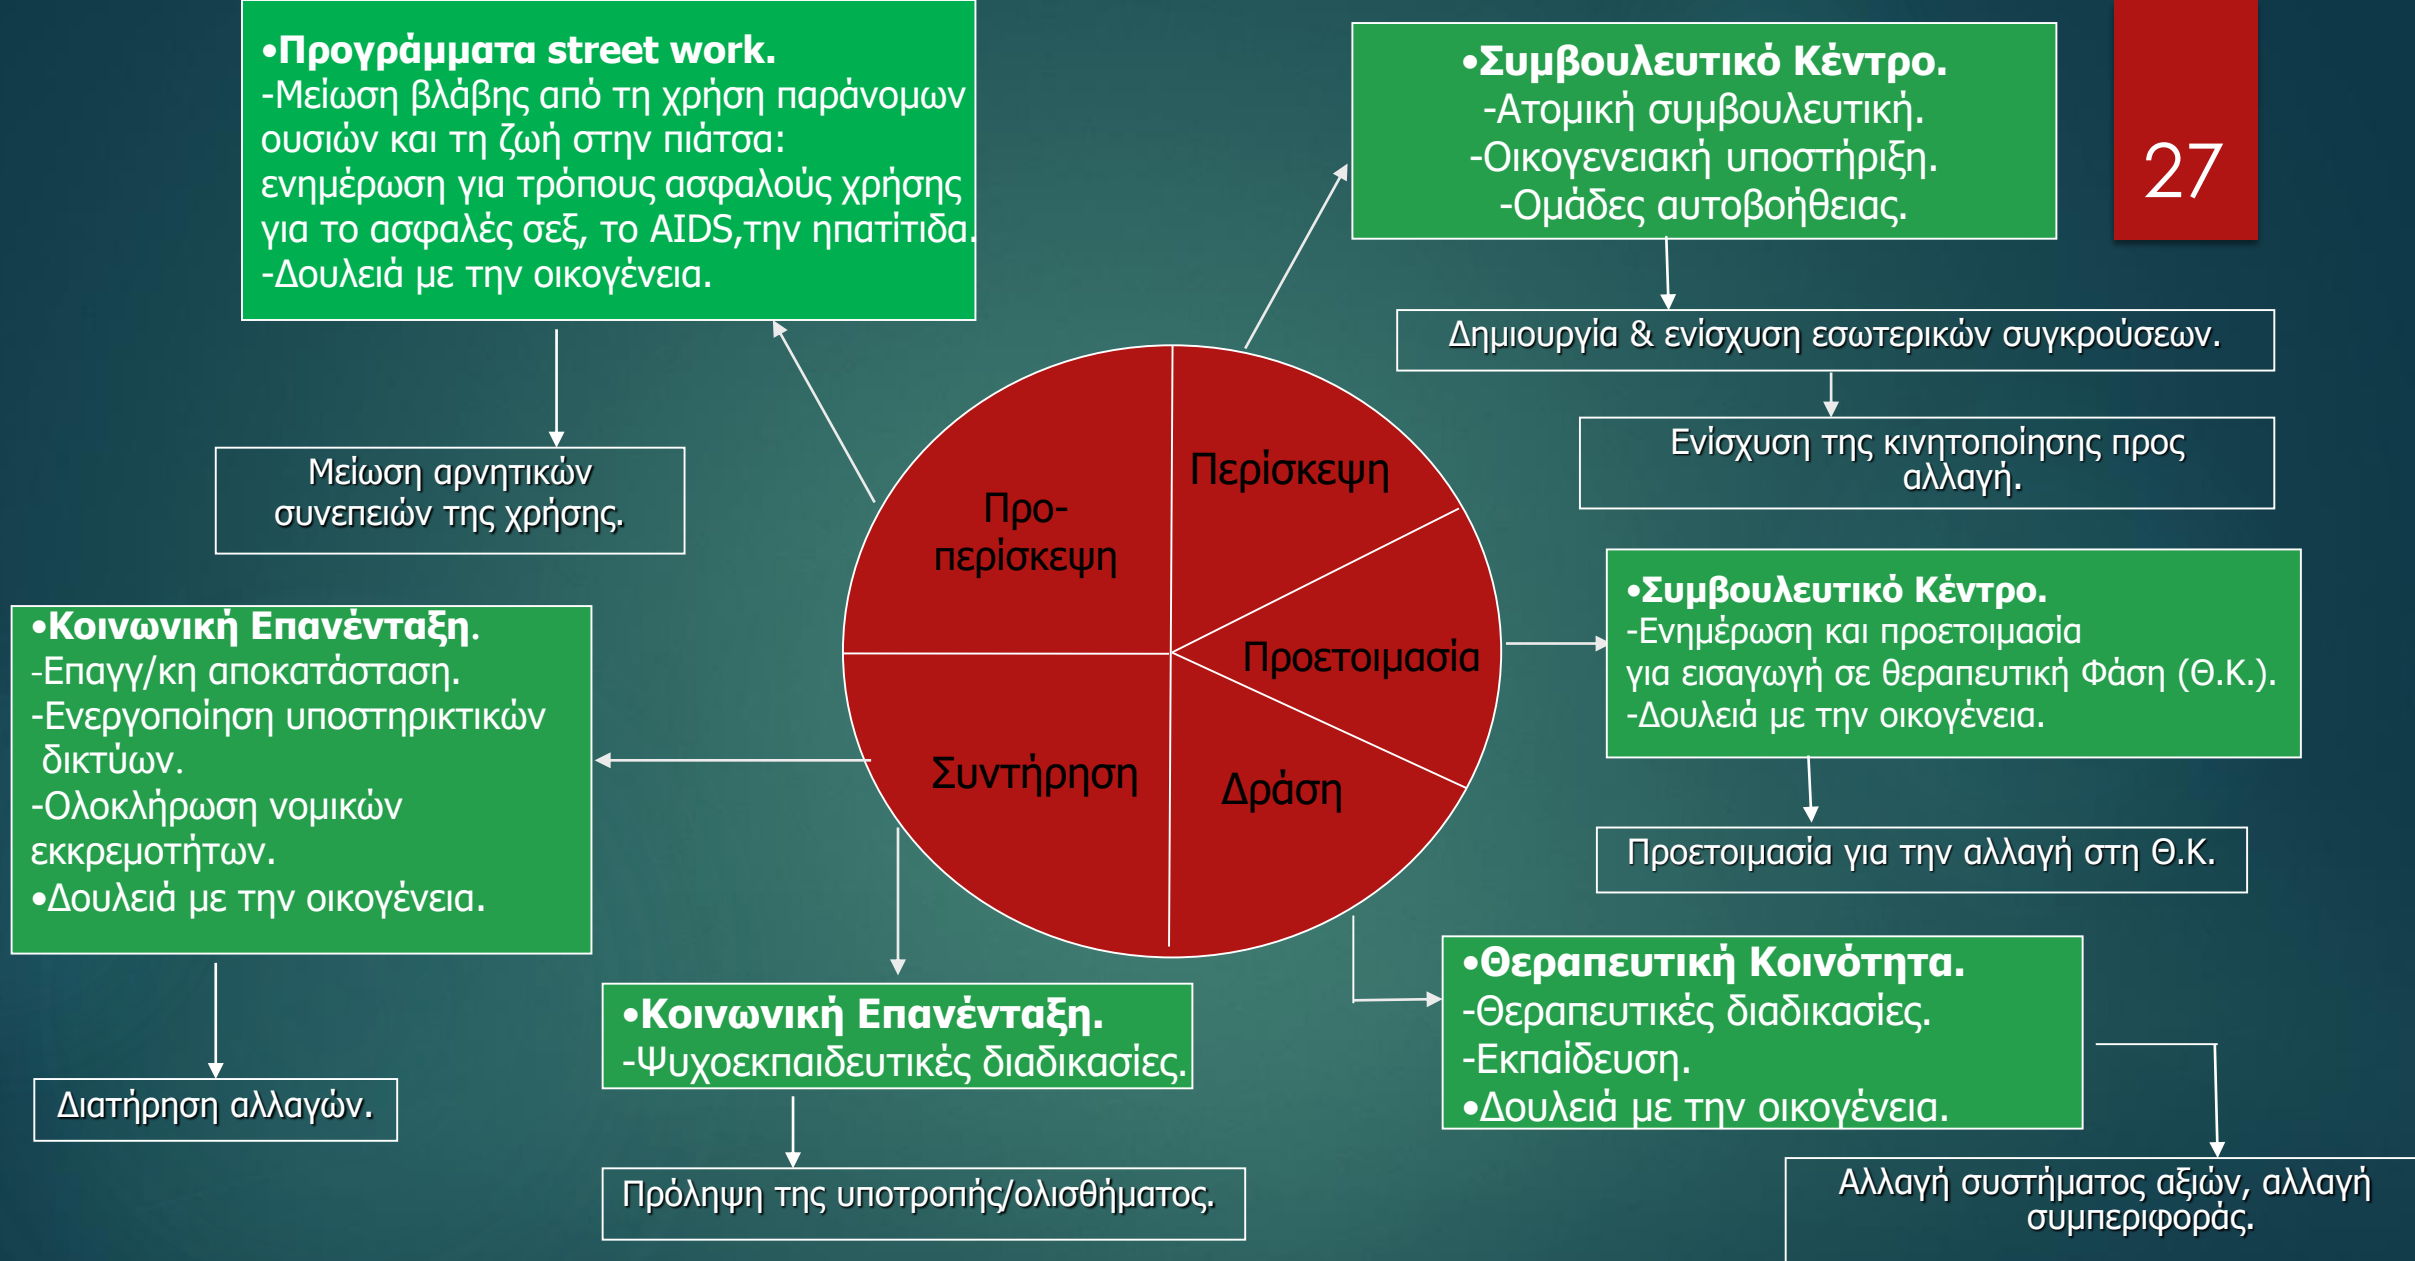 •Προγράμματα street work.
-Μείωση βλάβης από τη χρήση παράνομων
ουσιών και τη ζωή στην πιάτσα:
ενημέρωση για τρόπους ασφαλούς χρήσης
για το ασφαλές σεξ, το AIDS,την ηπατίτιδα.
-Δουλειά με την οικογένεια.
•Συμβουλευτικό Κέντρο.
-Ατομική συμβουλευτική.
-Οικογενειακή υποστήριξη.
-Ομάδες αυτοβοήθειας.
27
Δημιουργία & ενίσχυση εσωτερικών συγκρούσεων.
Ενίσχυση της κινητοποίησης προς
αλλαγή.
Μείωση αρνητικών
συνεπειών της χρήσης.
Προ-
περίσκεψη
Περίσκεψη
Προετοιμασία
Δράση
Συντήρηση
•Συμβουλευτικό Κέντρο.
-Ενημέρωση και προετοιμασία
για εισαγωγή σε θεραπευτική Φάση (Θ.Κ.).
-Δουλειά με την οικογένεια.
Προετοιμασία για την αλλαγή στη Θ.Κ.
•Κοινωνική Επανένταξη.
-Επαγγ/κη αποκατάσταση.
-Ενεργοποίηση υποστηρικτικών
δικτύων.
-Ολοκλήρωση νομικών
εκκρεμοτήτων.
•Δουλειά με την οικογένεια.
Διατήρηση αλλαγών.
•Κοινωνική Επανένταξη.
-Ψυχοεκπαιδευτικές διαδικασίες.
Πρόληψη της υποτροπής/ολισθήματος.
•Θεραπευτική Κοινότητα.
-Θεραπευτικές διαδικασίες.
-Εκπαίδευση.
•Δουλειά με την οικογένεια.
Αλλαγή συστήματος αξιών, αλλαγή
συμπεριφοράς.